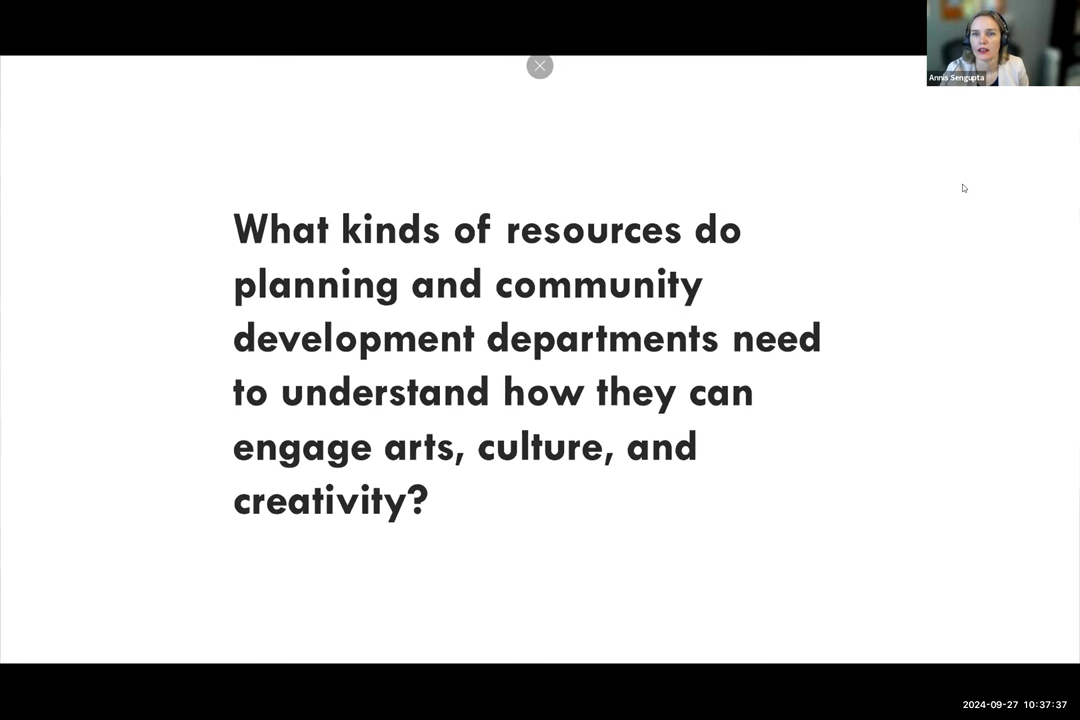 Annis Sengupta
What kinds of resources do
planning and community
development departments need
to understand how they can
engage arts, culture, and
creativity?
2024-09-27 10:37:37